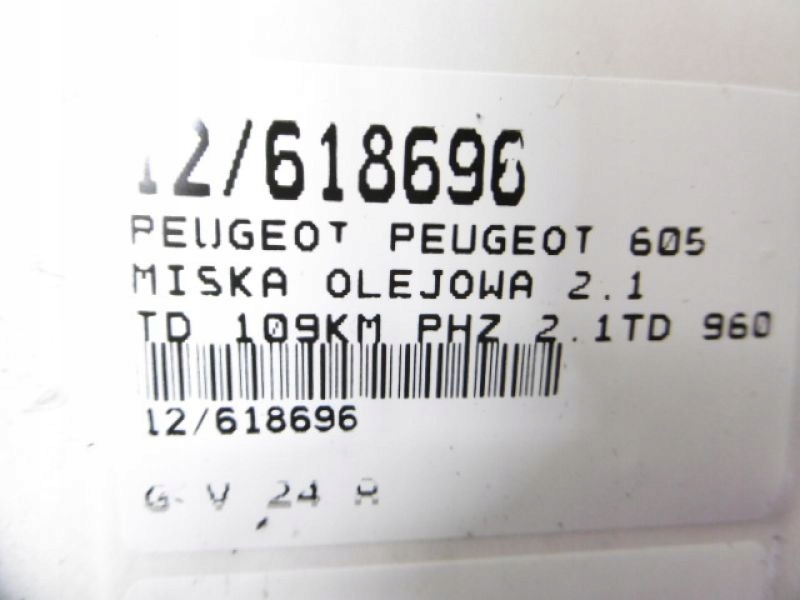 12/618696
PEUGEOT PEUGEOT 605
MISKA OLEJOWA 2.1
TD 109KM PHZ 2.1TD 960
12/618696
G V 24 A